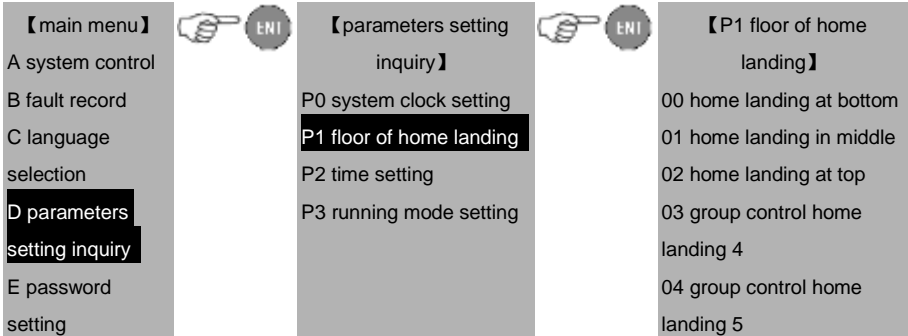 【main menu】
A system control
B fault record
C language
selection
D parameters
setting inquiry
E password
setting
ENT
【parameters setting
inquiry】
P0 system clock setting
P1 floor of home landing
P2 time setting
P3 running mode setting
ENT
【P1 floor of home
landing】
00 home landing at bottom
01 home landing in middle
02 home landing at top
03 group control home
landing 4
04 group control home
landing 5